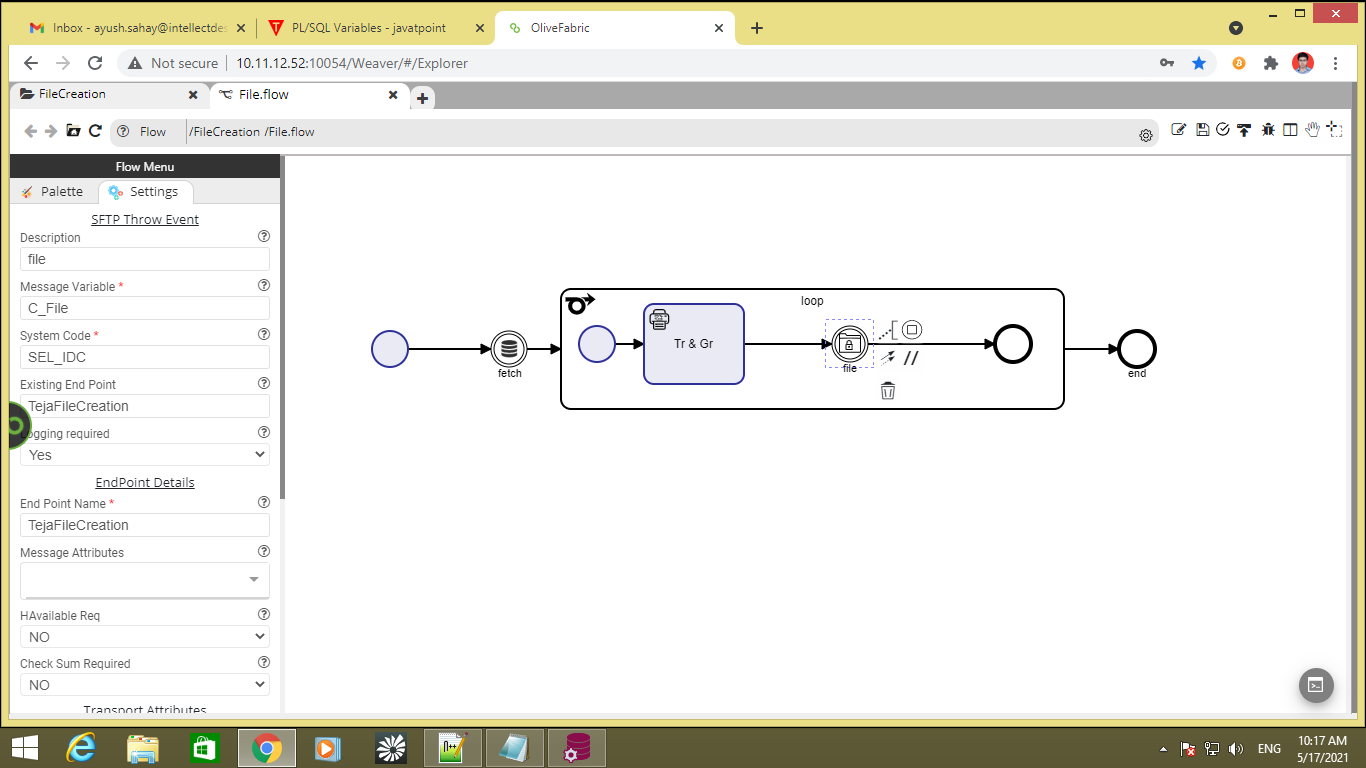 Inbox - ayush.sahay@intellectdes
PL/SQL Variables - javatpoint
OliveFabric
Not secure
10.11.12.52:10054/Weaver/#/Explorer
FileCreation
File.flow
Flow
/FileCreation /File.flow
Flow Menu
Palette
Settings
SFTP Throw Event
Description
file
Message Variable *
C_File
System Code *
SEL_IDC
Existing End Point
TejaFileCreation
Logging required
Yes
EndPoint Details
End Point Name *
TejaFileCreation
Message Attributes
HAvailable Req
NO
Check Sum Required
NO
Transport Attributes
fetch
loop
Tr & Gr
file
end
ENG
10:17 AM
5/17/2021